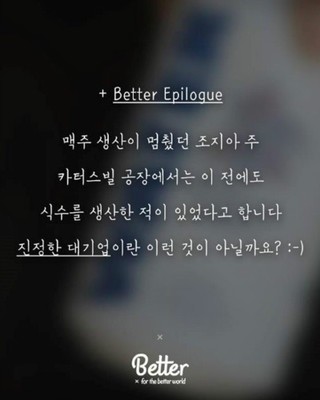 + Better Epilogue
맥주 생산이 멈췄던 조지아 주
카터스빌 공장에서는 이 전에도
식수를 생산한 적이 있었다고 합니다
진정한 대기업이란 이런 것이 아닐까요? :-)
×
Better
× for the better world